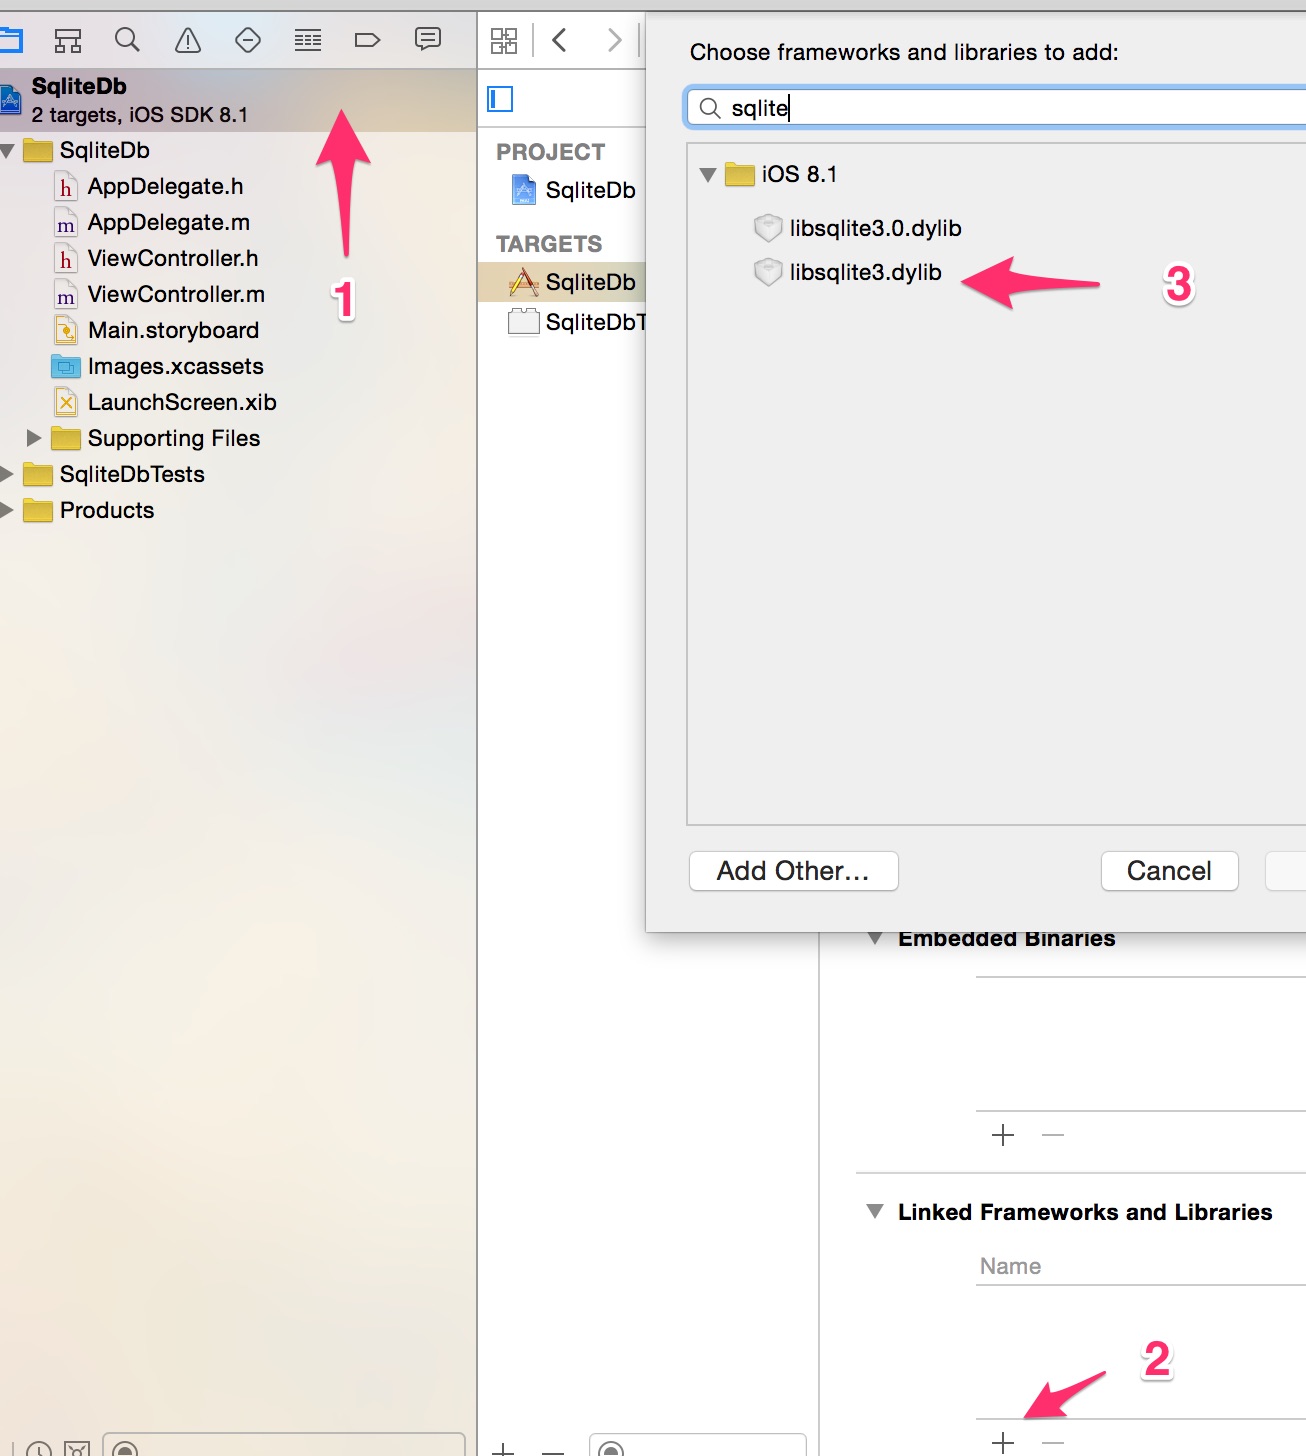 SqliteDb
2 targets, iOS SDK 8.1
SqliteDb
h AppDelegate.h
m AppDelegate.m
h ViewController.h
m ViewController.m
Main.storyboard
Images.xcassets
LaunchScreen.xib
Supporting Files
SqliteDbTests
Products
1
PROJECT
SqliteDb
TARGETS
SqliteDb
SqliteDbT
Choose frameworks and libraries to add:
sqlite
iOS 8.1
libsqlite3.0.dylib
libsqlite3.dylib
3
Add Other...
Cancel
Embedded Binaries
Linked Frameworks and Libraries
Name
2